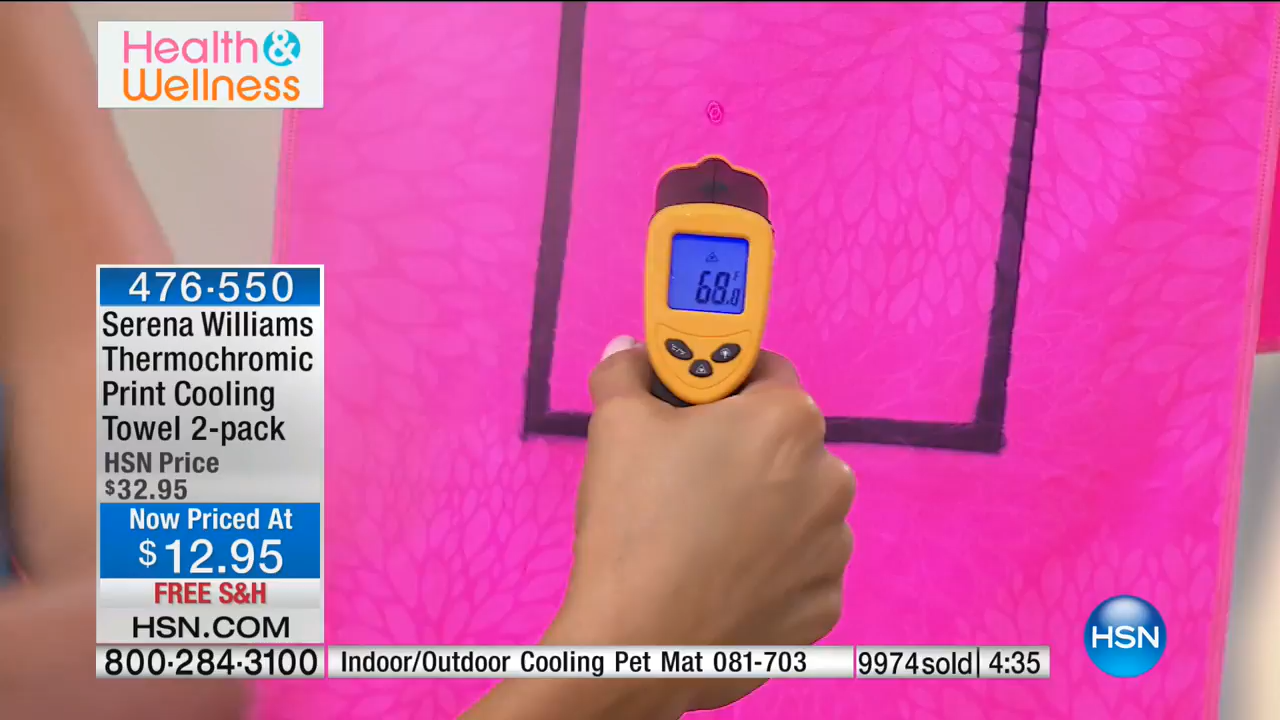 Health &
Wellness
68.0 F
476·550
Serena Williams
Thermochromic
Print Cooling
Towel 2-pack
HSN Price
$32.95
Now Priced At
$12.95
FREE S&H
HSN.COM
800·284·3100
Indoor/Outdoor Cooling Pet Mat 081-703
9974 sold
4:35
HSN